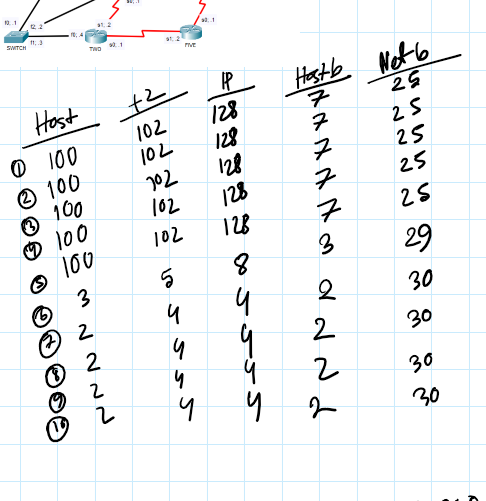 s0,.1
f0,.1
f2,.2
s1,.2
SWITCH
f1,.3
f0,.4
TWO
s0,.1
s1,.2
FIVE
Host +2 IP Hostb Netb
① 100 102 128 7 25
② 100 102 128 7 25
③ 100 102 128 7 25
④ 100 102 128 7 25
⑤ 100 102 128 7 25
⑥ 3 5 8 3 29
⑦ 2 4 4 2 30
⑧ 2 4 4 2 30
⑨ 2 4 4 2 30
⑩ 2 4 4 2 30